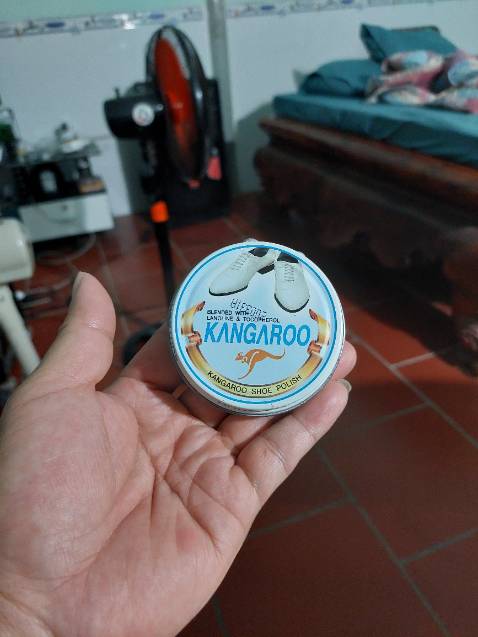 BLENDED WITH
LANOLINE & TOCOPHEROL
KANGAROO
KANGAROO SHOE POLISH